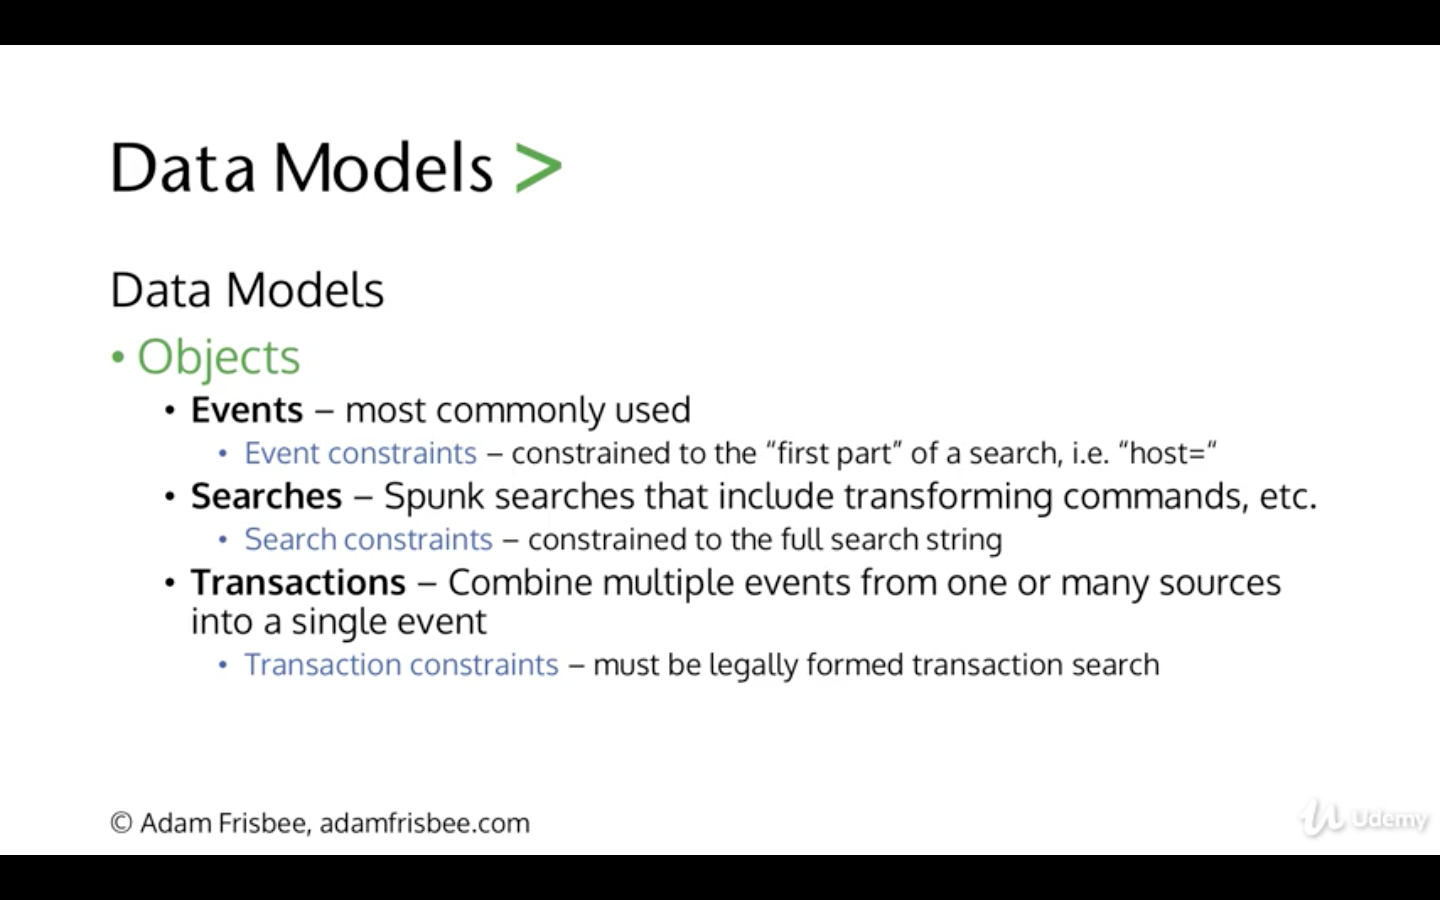 Data Models >
Data Models
• Objects
• Events – most commonly used
• Event constraints – constrained to the “first part” of a search, i.e. “host=“
• Searches – Spunk searches that include transforming commands, etc.
• Search constraints – constrained to the full search string
• Transactions – Combine multiple events from one or many sources
into a single event
• Transaction constraints – must be legally formed transaction search
© Adam Frisbee, adamfrisbee.com
Udemy